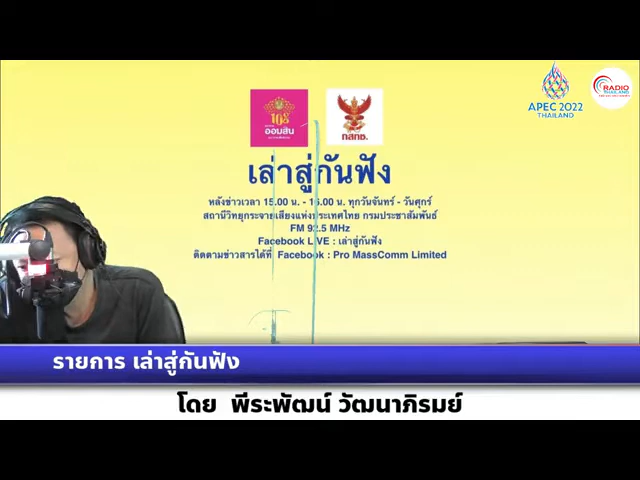 APEC 2022
THAILAND
RADIO
THAILAND
ออมสิน
กสทช.
เล่าสู่กันฟัง
หลังข่าวเวลา 15.00 น. - 16.00 น. ทุกวันจันทร์ - วันศุกร์
สถานีวิทยุกระจายเสียงแห่งประเทศไทย กรมประชาสัมพันธ์
FM 92.5 MHz
Facebook LIVE : เล่าสู่กันฟัง
ติดตามข่าวสารได้ที่ Facebook : Pro MassComm Limited
รายการ เล่าสู่กันฟัง
โดย พีระพัฒน์ วัฒนาภิรมย์